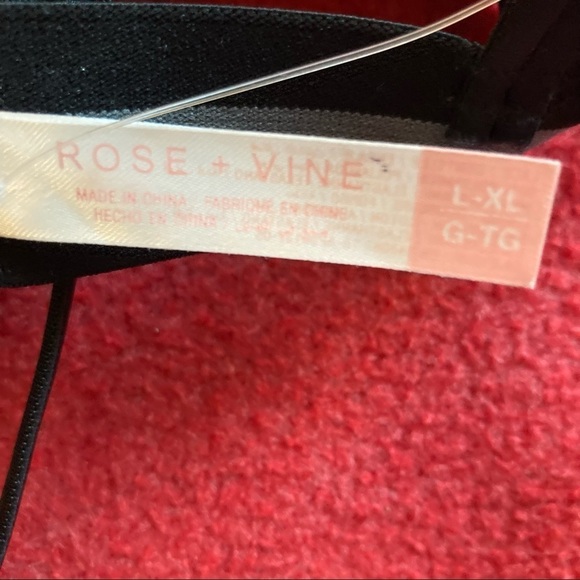 ROSE + VINE
MADE IN CHINA FABRIQUÉ EN CHINE
HECHO EN CHINA
L-XL
G-TG